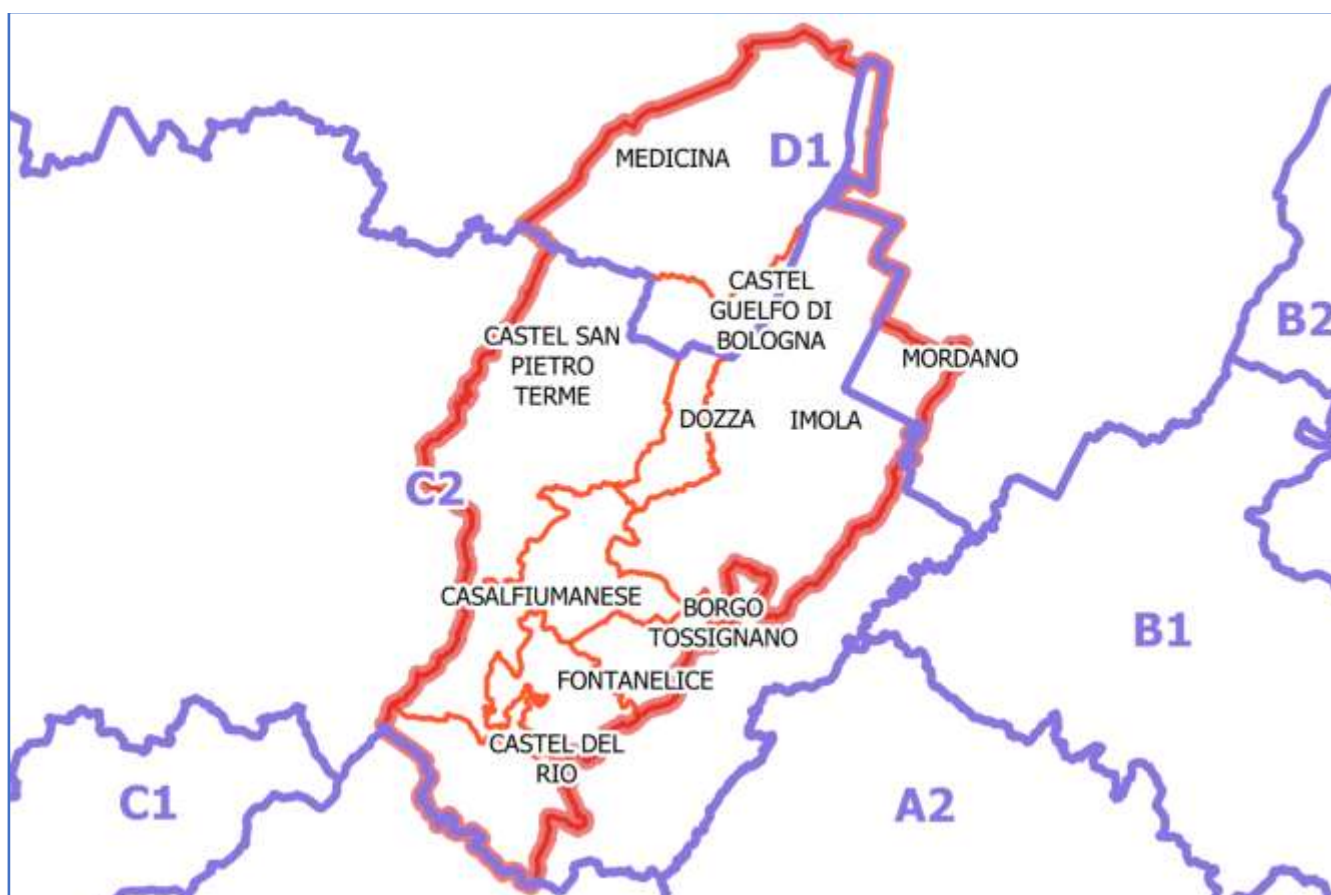 MEDICINA
D1
CASTEL
GUELFO DI
BOLOGNA
CASTEL SAN
PIETRO
TERME
B2
MORDANO
DOZZA
IMOLA
C2
CASALFIUMANESE
BORGO
TOSSIGNANO
B1
FONTANELICE
CASTEL DEL
RIO
C1
A2